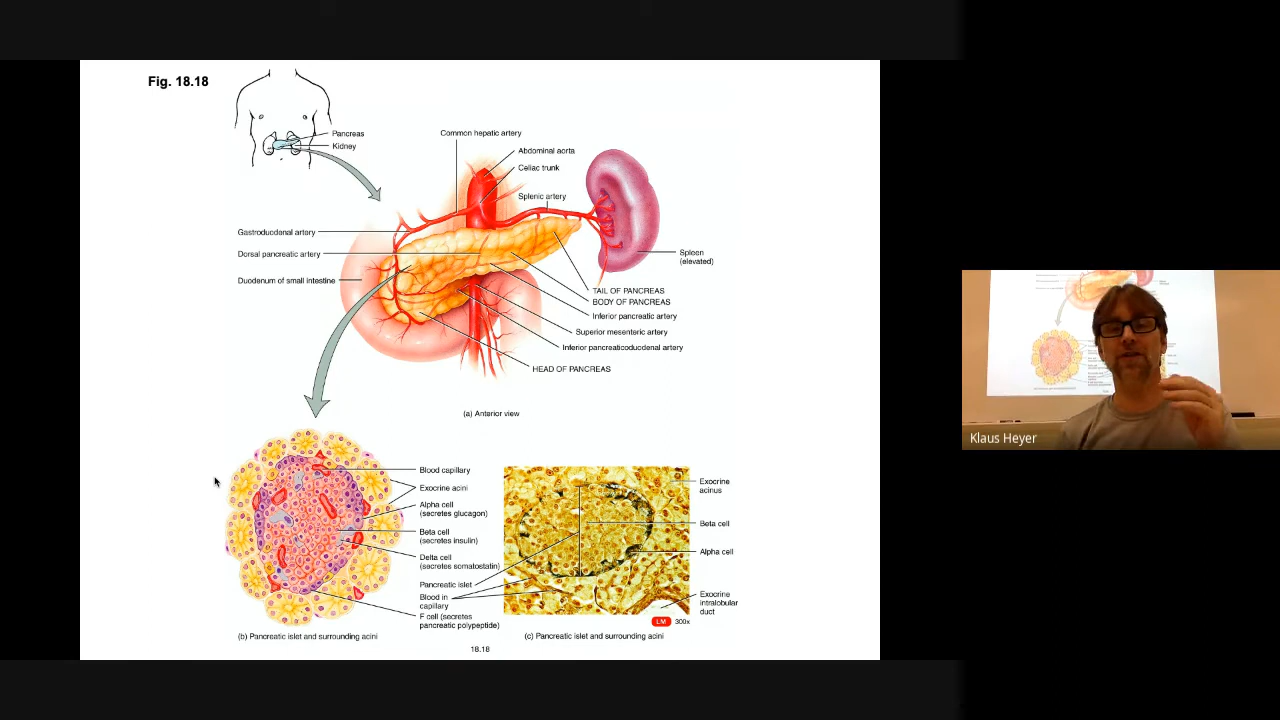 Fig. 18.18
Pancreas
Kidney
Common hepatic artery
Abdominal aorta
Celiac trunk
Splenic artery
Gastroduodenal artery
Dorsal pancreatic artery
Duodenum of small intestine
Spleen
(elevated)
TAIL OF PANCREAS
BODY OF PANCREAS
Inferior pancreatic artery
Superior mesenteric artery
Inferior pancreaticoduodenal artery
HEAD OF PANCREAS
(a) Anterior view
Blood capillary
Exocrine acini
Alpha cell
(secretes glucagon)
Beta cell
(secretes insulin)
Delta cell
(secretes somatostatin)
Pancreatic islet
Blood in
capillary
F cell (secretes
pancreatic polypeptide)
(b) Pancreatic islet and surrounding acini
Exocrine
acinus
Beta cell
Alpha cell
Exocrine
intralobular
duct
LM 300x
(c) Pancreatic islet and surrounding acini
18.18
Klaus Heyer